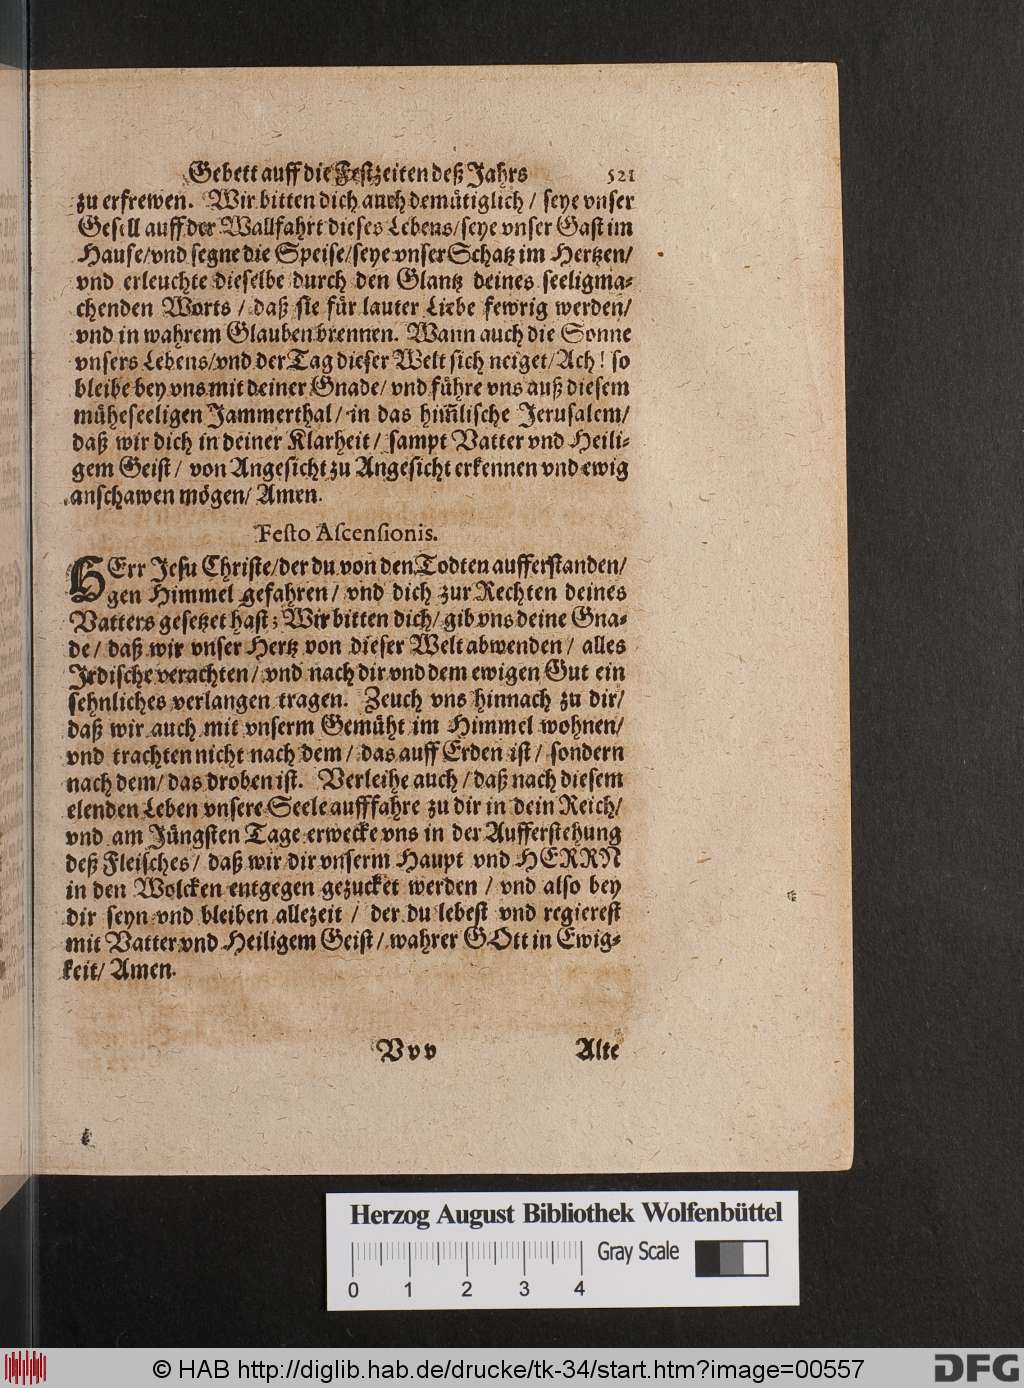 Gebett auff die Festzeiten deß Jahrs 521
zu erfrewen. Wir bitten dich auch demütiglich / seye vnser
Gesell auff der Wallfahrt dieses Lebens/seye vnser Gast im
Hause/vnd segne die Speise/seye vnser Schatz im Hertzen/
vnd erleuchte dieselbe durch den Glantz deines seeligma-
chenden Worts / daß sie für lauter Liebe fewrig werden/
vnd in wahrem Glauben brennen. Wann auch die Sonne
vnsers Lebens/vnd der Tag dieser Welt sich neiget/Ach! so
bleibe bey vns mit deiner Gnade/ vnd führe vns auß diesem
müheseeligen Jammerthal/ in das him̃lische Jerusalem/
daß wir dich in deiner Klarheit/ sampt Vatter vnd Heili-
gem Geist/ von Angesicht zu Angesicht erkennen vnd ewig
anschawen mögen/ Amen.
Festo Ascensionis.
HErr Jesu Christe/der du von den Todten aufferstanden/
gen Himmel gefahren/ vnd dich zur Rechten deines
Vatters gesetzet hast; Wir bitten dich/ gib vns deine Gna-
de/ daß wir vnser Hertz von dieser Welt abwenden/ alles
Irdische verachten/ vnd nach dir vnd dem ewigen Gut ein
sehnliches verlangen tragen. Zeuch vns hinnach zu dir/
daß wir auch mit vnserm Gemüht im Himmel wohnen/
vnd trachten nicht nach dem/ das auff Erden ist/ sondern
nach dem/ das droben ist. Verleihe auch/ daß nach diesem
elenden Leben vnsere Seele aufffahre zu dir in dein Reich/
vnd am Jüngsten Tage erwecke vns in der Aufferstehung
deß Fleisches/ daß wir dir vnserm Haupt vnd HERRN
in den Wolcken entgegen gezucket werden / vnd also bey
dir seyn vnd bleiben allezeit / der du lebest vnd regierest
mit Vatter vnd Heiligem Geist/ wahrer GOtt in Ewig-
keit/ Amen.
Vvv Alte
Herzog August Bibliothek Wolfenbüttel
0 1 2 3 4 Gray Scale
© HAB http://diglib.hab.de/drucke/tk-34/start.htm?image=00557 DFG